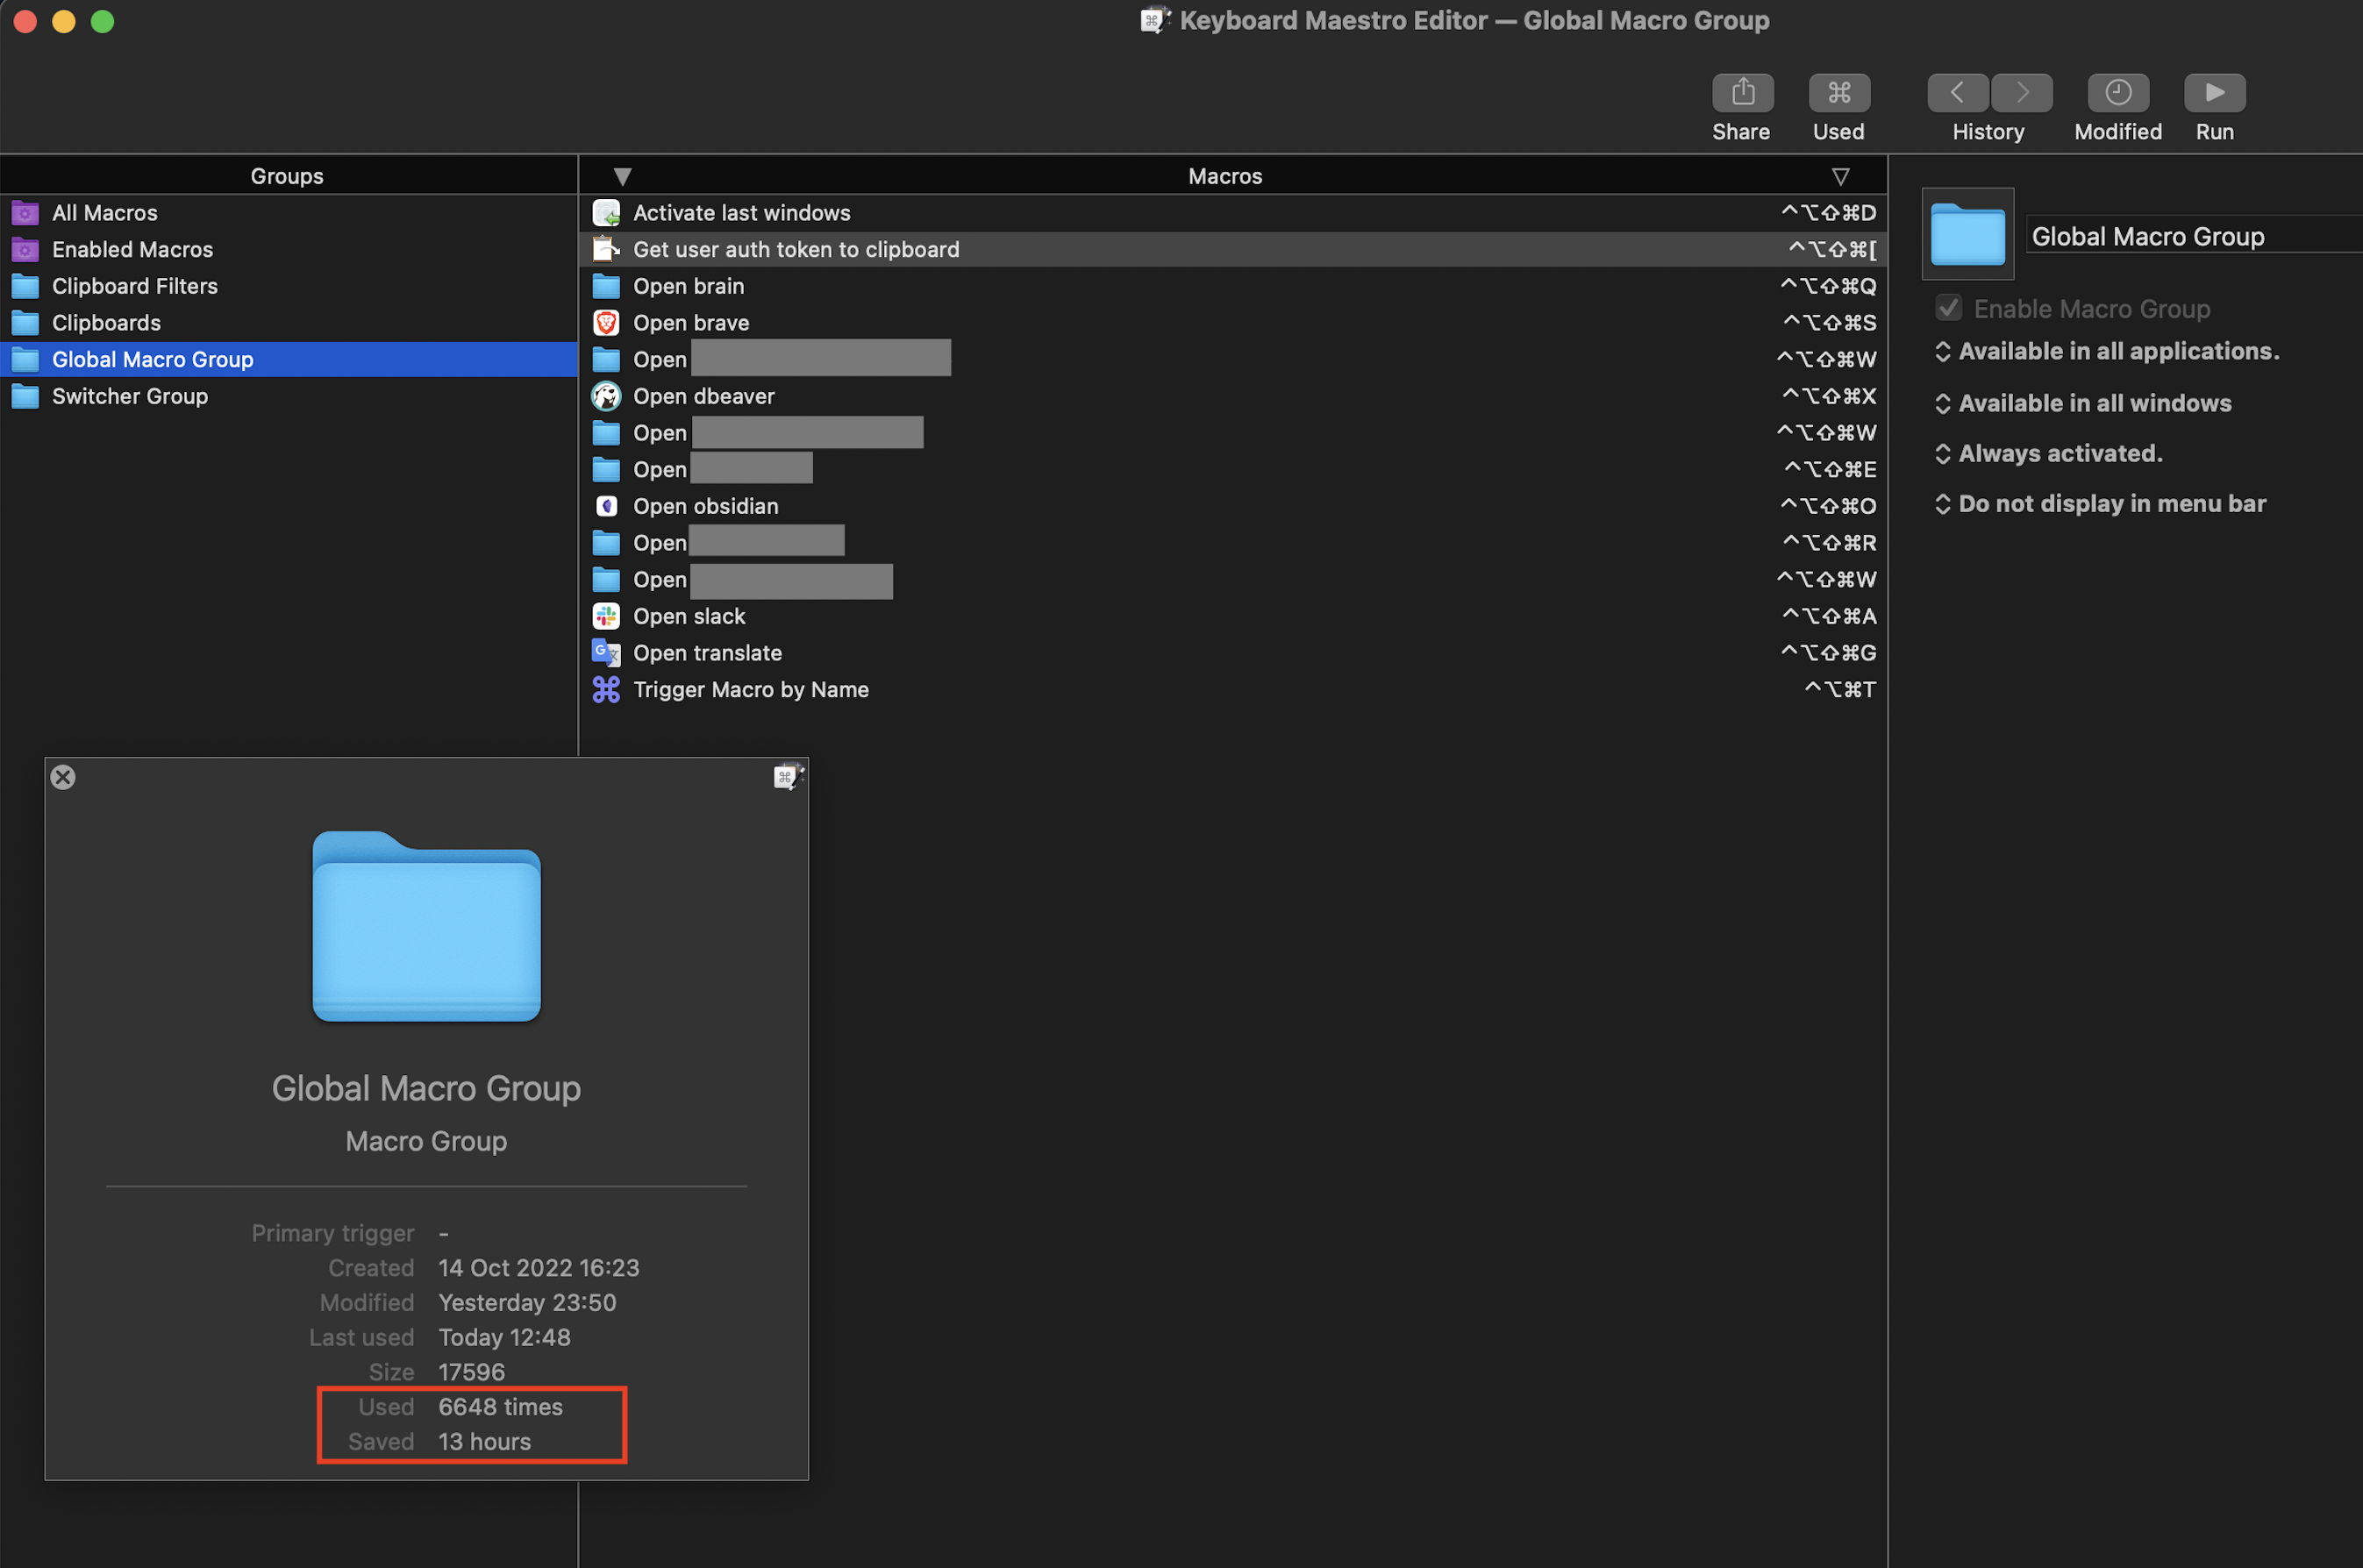 Keyboard Maestro Editor — Global Macro Group
Share
Used
History
Modified
Run
Groups
Macros
All Macros
Enabled Macros
Clipboard Filters
Clipboards
Global Macro Group
Switcher Group
Activate last windows ^⌥⇧⌘D
Get user auth token to clipboard ^⌥⇧⌘[
Open brain ^⌥⇧⌘Q
Open brave ^⌥⇧⌘S
Open ^⌥⇧⌘W
Open dbeaver ^⌥⇧⌘X
Open ^⌥⇧⌘W
Open ^⌥⇧⌘E
Open obsidian ^⌥⇧⌘O
Open ^⌥⇧⌘R
Open ^⌥⇧⌘W
Open slack ^⌥⇧⌘A
Open translate ^⌥⇧⌘G
Trigger Macro by Name ^⌥⌘T
Global Macro Group
Enable Macro Group
Available in all applications.
Available in all windows
Always activated.
Do not display in menu bar
Global Macro Group
Macro Group
Primary trigger -
Created 14 Oct 2022 16:23
Modified Yesterday 23:50
Last used Today 12:48
Size 17596
Used 6648 times
Saved 13 hours